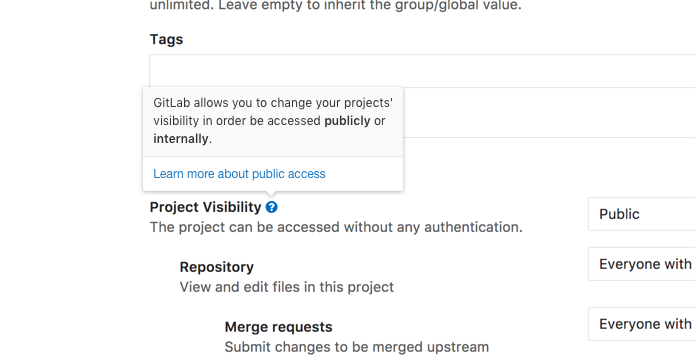 unlimited. Leave empty to inherit the group/global value.
Tags
GitLab allows you to change your projects'
visibility in order be accessed publicly or
internally.
Learn more about public access
Project Visibility ?
Public
The project can be accessed without any authentication.
Repository
Everyone with
View and edit files in this project
Merge requests
Everyone with
Submit changes to be merged upstream